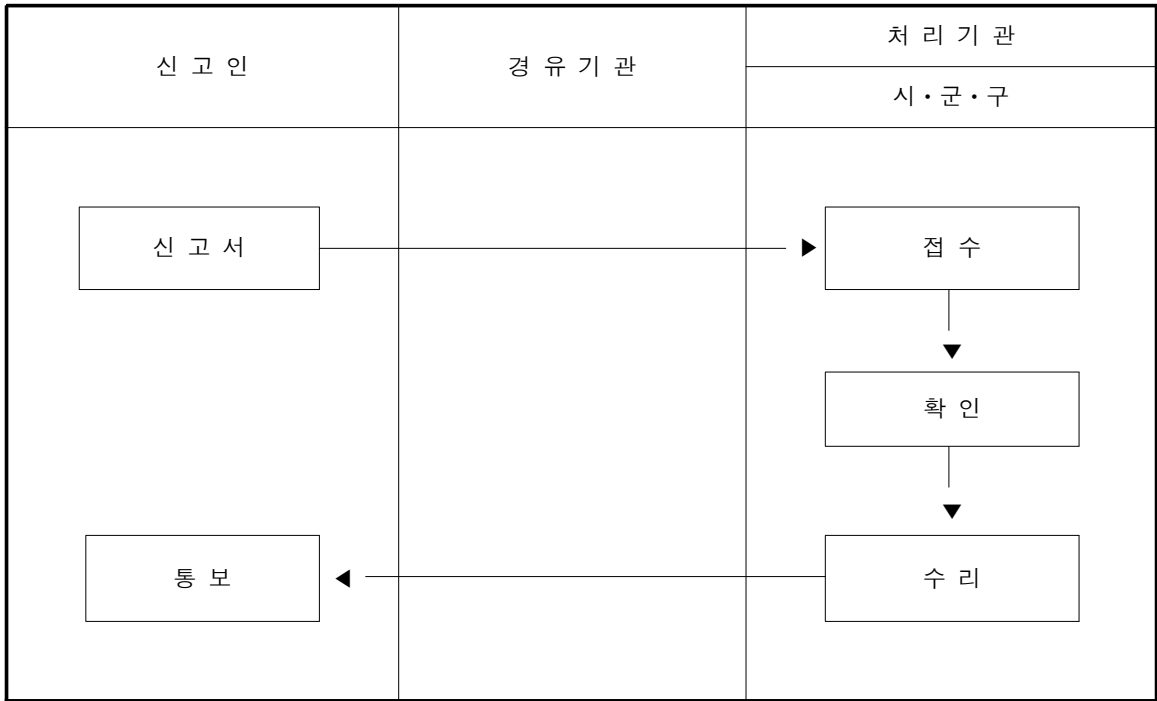 신 고 인
경 유 기 관
처 리 기 관
시 · 군 · 구
신 고 서
접 수
확 인
통 보
수 리